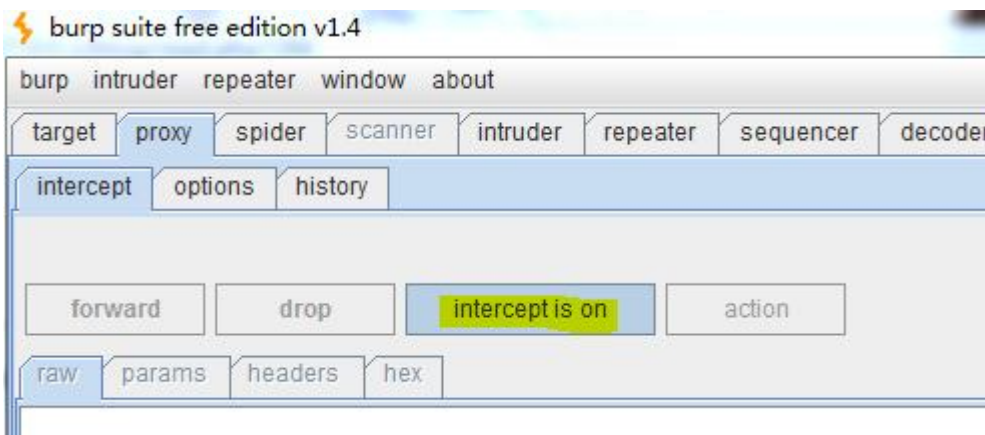 burp suite free edition v1.4
burp intruder repeater window about
target proxy spider scanner intruder repeater sequencer decoder
intercept options history
forward drop intercept is on action
raw params headers hex